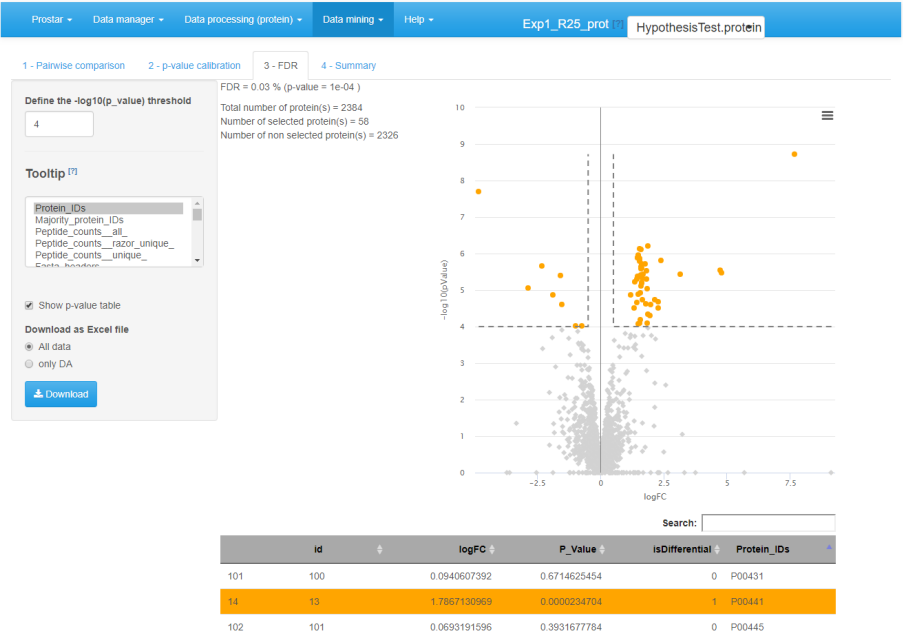 Prostar Data manager Data processing (protein) Data mining Help Exp1_R25_prot [?] HypothesisTest.protein
1 - Pairwise comparison 2 - p-value calibration 3 - FDR 4 - Summary
Define the -log10(p_value) threshold
4
Tooltip [?]
Protein_IDs
Majority_protein_IDs
Peptide_counts__all_
Peptide_counts__razor_unique_
Peptide_counts__unique_
Fasta_headers
Show p-value table
Download as Excel file
All data
only DA
Download
FDR = 0.03 % (p-value = 1e-04 )
Total number of protein(s) = 2384
Number of selected protein(s) = 58
Number of non selected protein(s) = 2326
10
9
8
7
6
5
4
3
2
1
0
-log10(pValue)
-2.5 0 2.5 5 7.5
logFC
Search:
id logFC P_Value isDifferential Protein_IDs
101 100 0.0940607392 0.6714625454 0 P00431
14 13 1.7867130969 0.0000234704 1 P00441
102 101 0.0693191596 0.3931677784 0 P00445